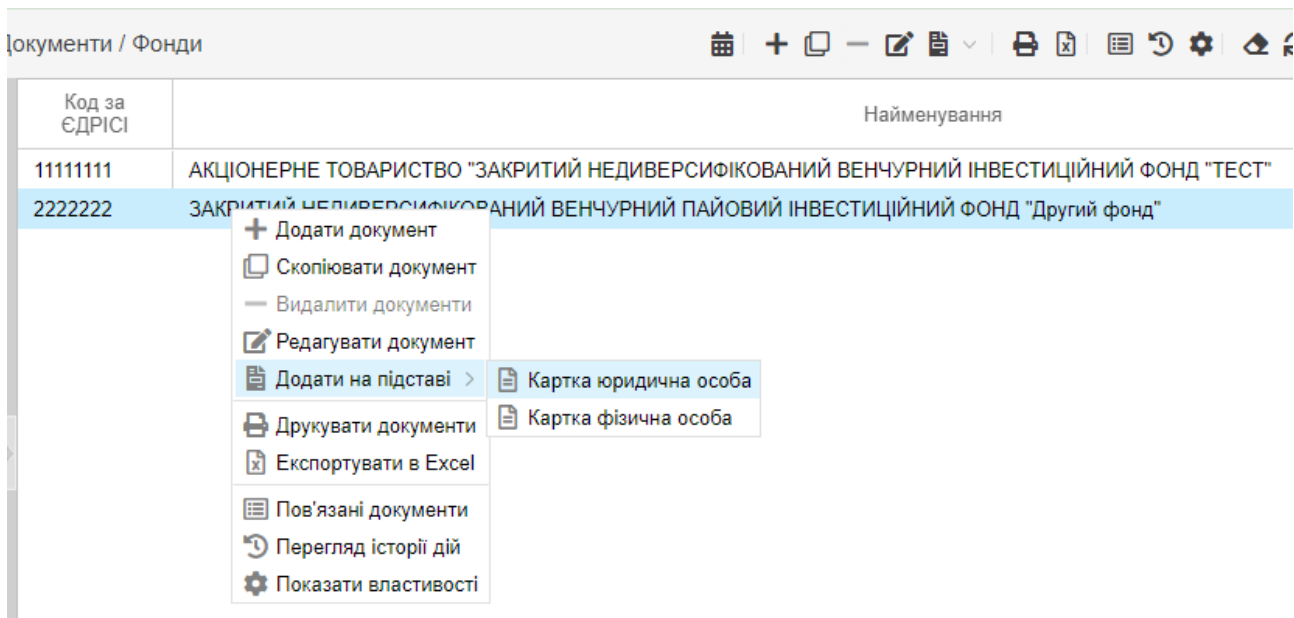 Документи / Фонди
Код за
ЄДРІСІ
Найменування
11111111
АКЦІОНЕРНЕ ТОВАРИСТВО "ЗАКРИТИЙ НЕДИВЕРСИФІКОВАНИЙ ВЕНЧУРНИЙ ІНВЕСТИЦІЙНИЙ ФОНД "ТЕСТ"
2222222
ЗАКРИТИЙ НЕДИВЕРСИФІКОВАНИЙ ВЕНЧУРНИЙ ПАЙОВИЙ ІНВЕСТИЦІЙНИЙ ФОНД "Другий фонд"
Додати документ
Скопіювати документ
Видалити документи
Редагувати документ
Додати на підставі
Картка юридична особа
Картка фізична особа
Друкувати документи
Експортувати в Excel
Пов'язані документи
Перегляд історії дій
Показати властивості